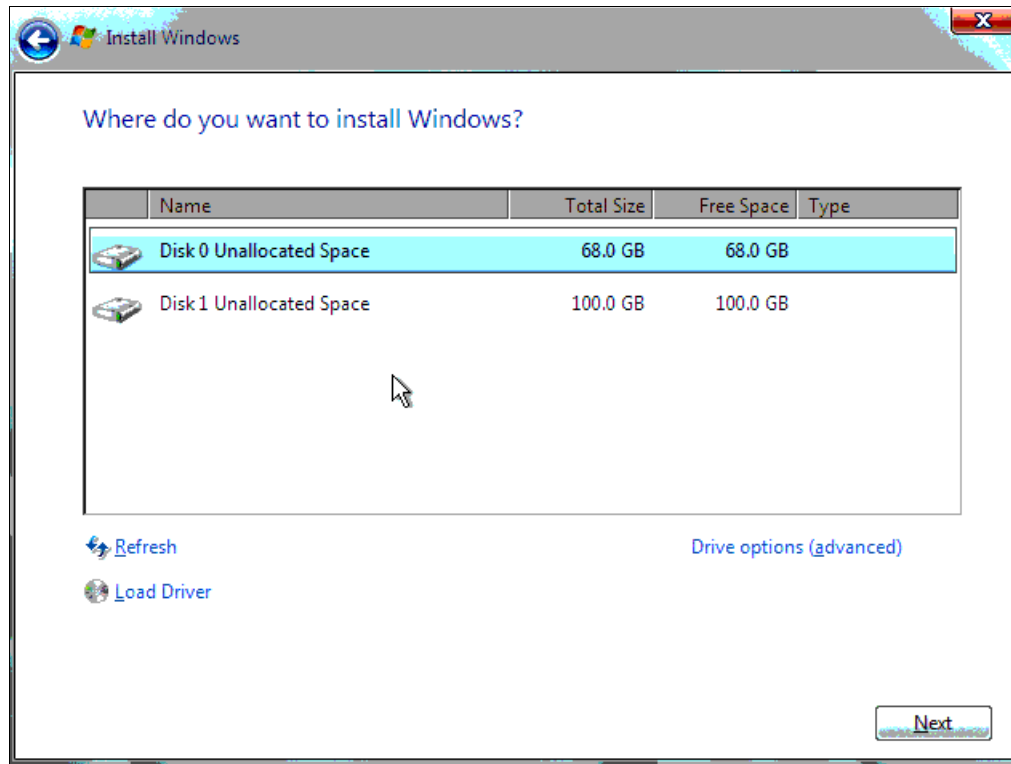 Install Windows
Where do you want to install Windows?
Name Total Size Free Space Type
Disk 0 Unallocated Space 68.0 GB 68.0 GB
Disk 1 Unallocated Space 100.0 GB 100.0 GB
Refresh Drive options (advanced)
Load Driver
Next